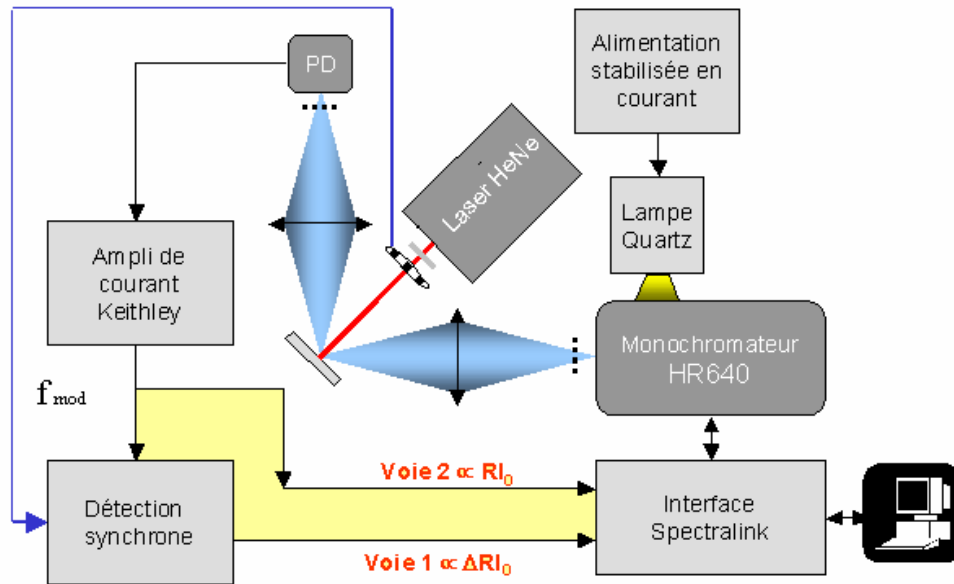 PD
Alimentation
stabilisée en
courant
Laser HeNe
Lampe
Quartz
Ampli de
courant
Keithley
Monochromateur
HR640
f mod
Voie 2 ∝ RI₀
Détection
synchrone
Interface
Spectralink
Voie 1 ∝ ΔRI₀